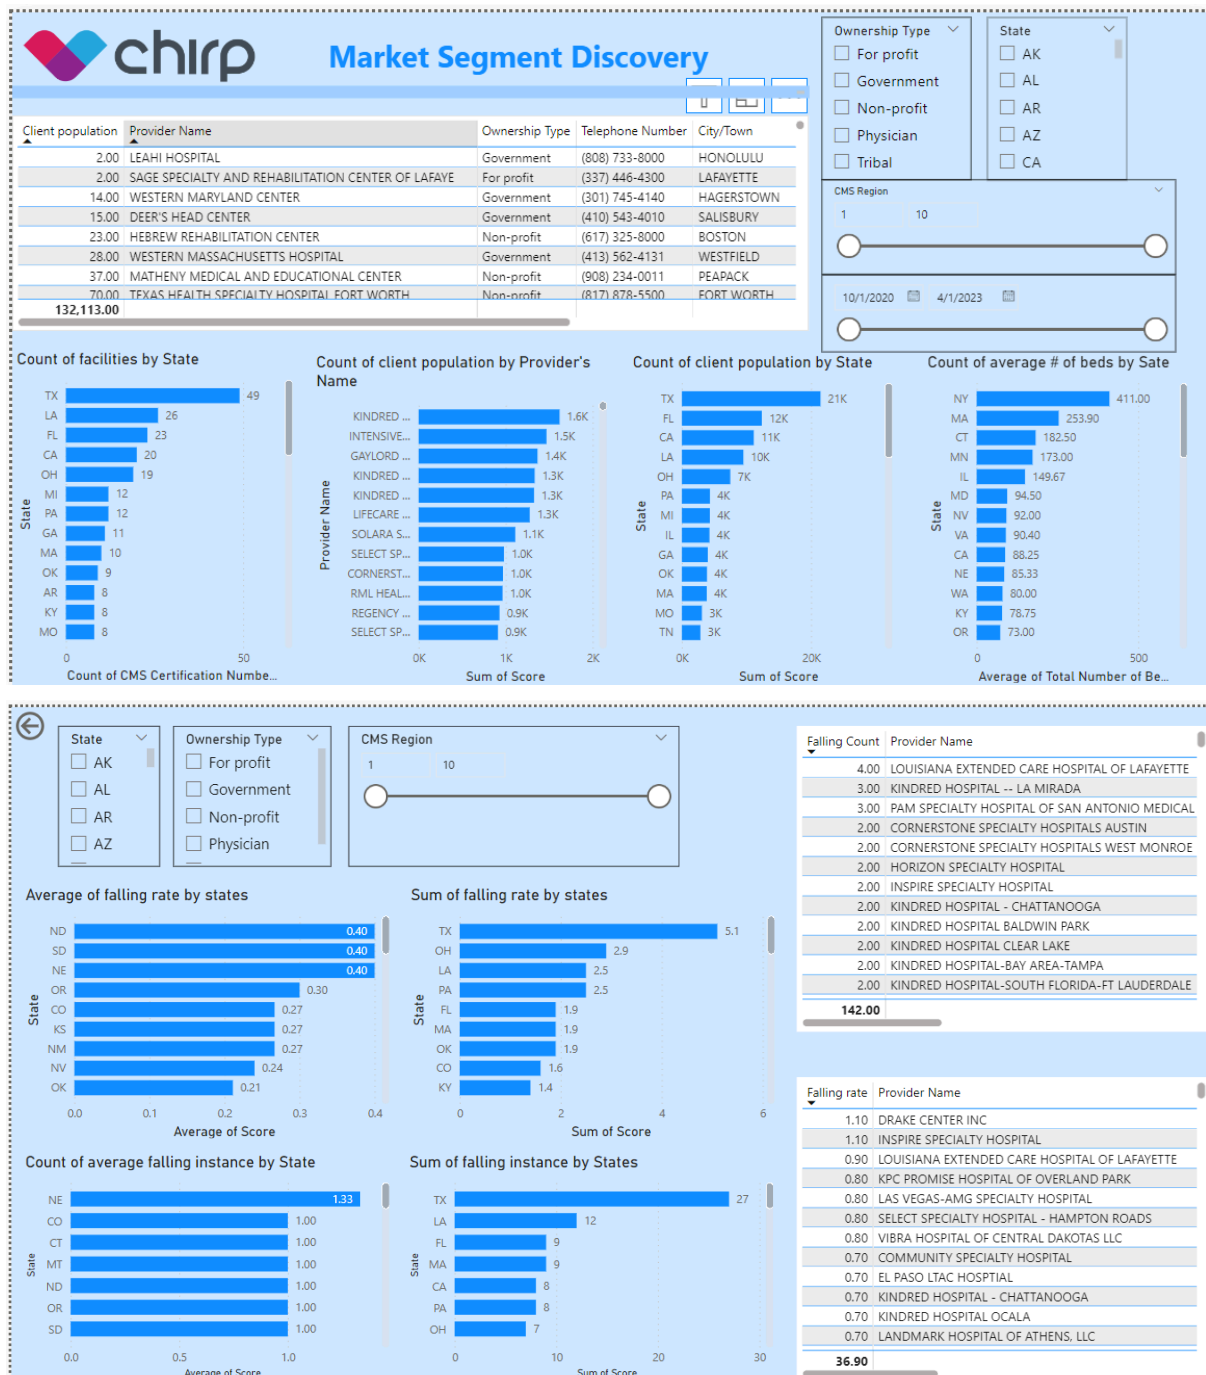 chirp
Market Segment Discovery
Ownership Type
For profit
Government
Non-profit
Physician
Tribal
State
AK
AL
AR
AZ
CA
CMS Region
1 10
10/1/2020 4/1/2023
Client population Provider Name Ownership Type Telephone Number City/Town
2.00 LEAHI HOSPITAL Government (808) 733-8000 HONOLULU
2.00 SAGE SPECIALTY AND REHABILITATION CENTER OF LAFAYE For profit (337) 446-4300 LAFAYETTE
14.00 WESTERN MARYLAND CENTER Government (301) 745-4140 HAGERSTOWN
15.00 DEER'S HEAD CENTER Government (410) 543-4010 SALISBURY
23.00 HEBREW REHABILITATION CENTER Non-profit (617) 325-8000 BOSTON
28.00 WESTERN MASSACHUSETTS HOSPITAL Government (413) 562-4131 WESTFIELD
37.00 MATHENY MEDICAL AND EDUCATIONAL CENTER Non-profit (908) 234-0011 PEAPACK
70.00 TEXAS HEALTH SPECIALTY HOSPITAL FORT WORTH Non-profit (817) 878-5500 FORT WORTH
132,113.00
Count of facilities by State
State
TX 49
LA 26
FL 23
CA 20
OH 19
MI 12
PA 12
GA 11
MA 10
OK 9
AR 8
KY 8
MO 8
0 50
Count of CMS Certification Numbe...
Count of client population by Provider's
Name
Provider Name
KINDRED ... 1.6K
INTENSIVE... 1.5K
GAYLORD ... 1.4K
KINDRED ... 1.3K
KINDRED ... 1.3K
LIFECARE ... 1.3K
SOLARA S... 1.1K
SELECT SP... 1.0K
CORNERST... 1.0K
RML HEAL... 1.0K
REGENCY ... 0.9K
SELECT SP... 0.9K
0K 1K 2K
Sum of Score
Count of client population by State
State
TX 21K
FL 12K
CA 11K
LA 10K
OH 7K
PA 4K
MI 4K
IL 4K
GA 4K
OK 4K
MA 4K
MO 3K
TN 3K
0K 20K
Sum of Score
Count of average # of beds by Sate
State
NY 411.00
MA 253.90
CT 182.50
MN 173.00
IL 149.67
MD 94.50
NV 92.00
VA 90.40
CA 88.25
NE 85.33
WA 80.00
KY 78.75
OR 73.00
0 500
Average of Total Number of Be...
State
AK
AL
AR
AZ
Ownership Type
For profit
Government
Non-profit
Physician
CMS Region
1 10
Falling Count Provider Name
4.00 LOUISIANA EXTENDED CARE HOSPITAL OF LAFAYETTE
3.00 KINDRED HOSPITAL -- LA MIRADA
3.00 PAM SPECIALTY HOSPITAL OF SAN ANTONIO MEDICAL
2.00 CORNERSTONE SPECIALTY HOSPITALS AUSTIN
2.00 CORNERSTONE SPECIALTY HOSPITALS WEST MONROE
2.00 HORIZON SPECIALTY HOSPITAL
2.00 INSPIRE SPECIALTY HOSPITAL
2.00 KINDRED HOSPITAL - CHATTANOOGA
2.00 KINDRED HOSPITAL BALDWIN PARK
2.00 KINDRED HOSPITAL CLEAR LAKE
2.00 KINDRED HOSPITAL-BAY AREA-TAMPA
2.00 KINDRED HOSPITAL-SOUTH FLORIDA-FT LAUDERDALE
142.00
Average of falling rate by states
State
ND 0.40
SD 0.40
NE 0.40
OR 0.30
CO 0.27
KS 0.27
NM 0.27
NV 0.24
OK 0.21
0.0 0.1 0.2 0.3 0.4
Average of Score
Sum of falling rate by states
State
TX 5.1
OH 2.9
LA 2.5
PA 2.5
FL 1.9
MA 1.9
OK 1.9
CO 1.6
KY 1.4
0 2 4 6
Sum of Score
Falling rate Provider Name
1.10 DRAKE CENTER INC
1.10 INSPIRE SPECIALTY HOSPITAL
0.90 LOUISIANA EXTENDED CARE HOSPITAL OF LAFAYETTE
0.80 KPC PROMISE HOSPITAL OF OVERLAND PARK
0.80 LAS VEGAS-AMG SPECIALTY HOSPITAL
0.80 SELECT SPECIALTY HOSPITAL - HAMPTON ROADS
0.80 VIBRA HOSPITAL OF CENTRAL DAKOTAS LLC
0.70 COMMUNITY SPECIALTY HOSPITAL
0.70 EL PASO LTAC HOSPTIAL
0.70 KINDRED HOSPITAL - CHATTANOOGA
0.70 KINDRED HOSPITAL OCALA
0.70 LANDMARK HOSPITAL OF ATHENS, LLC
36.90
Count of average falling instance by State
State
NE 1.33
CO 1.00
CT 1.00
MT 1.00
ND 1.00
OR 1.00
SD 1.00
0.0 0.5 1.0
Average of Score
Sum of falling instance by States
State
TX 27
LA 12
FL 9
MA 9
CA 8
PA 8
OH 7
0 10 20 30
Sum of Score